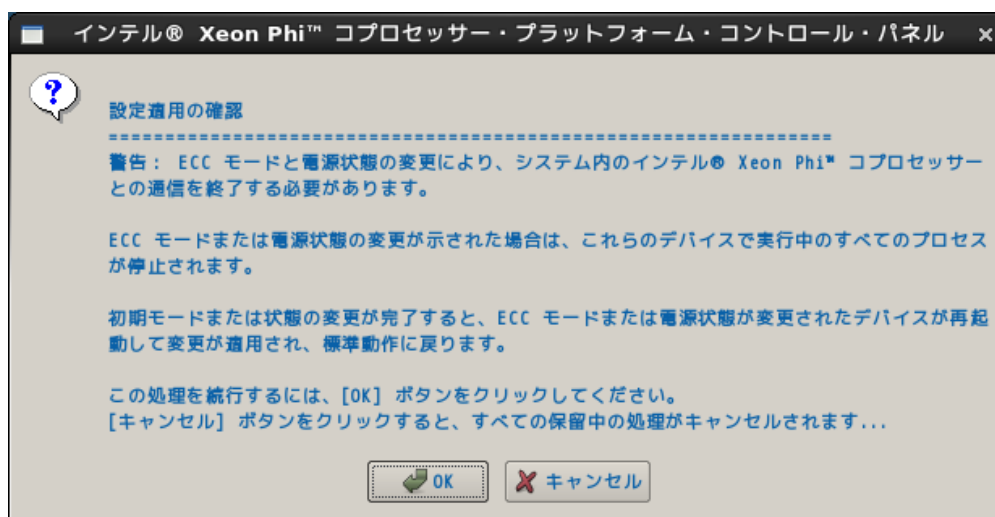 インテル® Xeon Phi™ コプロセッサー・プラットフォーム・コントロール・パネル
設定適用の確認
================================================================
警告: ECC モードと電源状態の変更により、システム内のインテル® Xeon Phi™ コプロセッサー
との通信を終了する必要があります。
ECC モードまたは電源状態の変更が示された場合は、これらのデバイスで実行中のすべてのプロセス
が停止されます。
初期モードまたは状態の変更が完了すると、ECC モードまたは電源状態が変更されたデバイスが再起
動して変更が適用され、標準動作に戻ります。
この処理を続行するには、[OK] ボタンをクリックしてください。
[キャンセル] ボタンをクリックすると、すべての保留中の処理がキャンセルされます...
OK
キャンセル